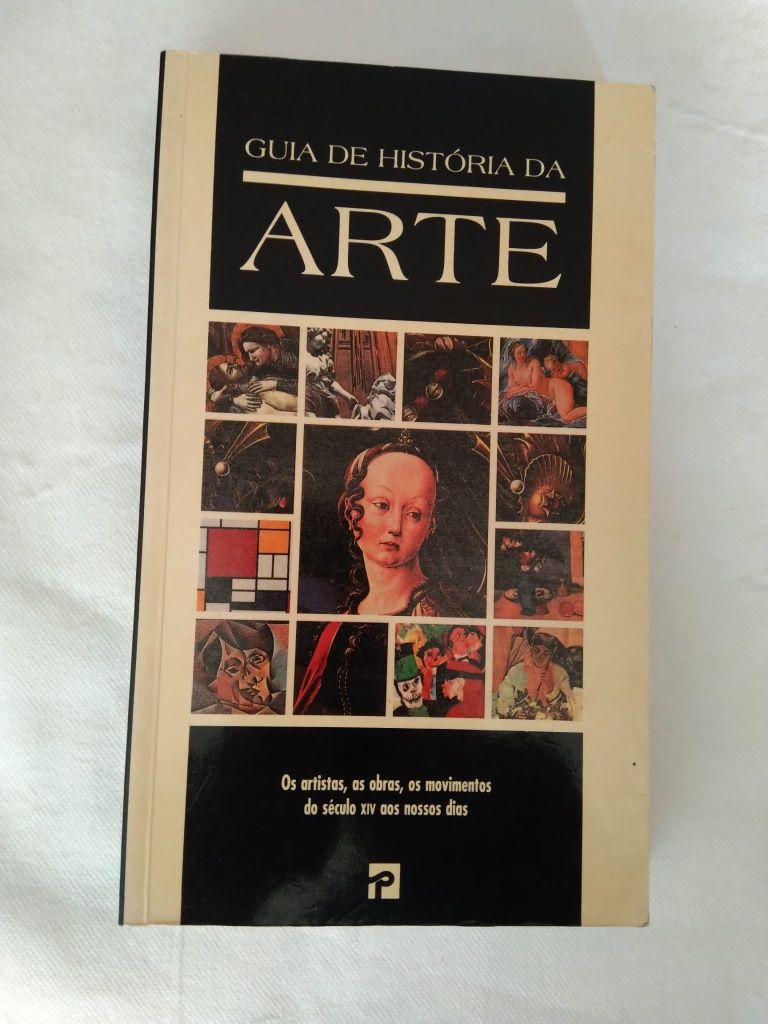 GUIA DE HISTÓRIA DA
ARTE
Os artistas, as obras, os movimentos
do século XIV aos nossos dias
P